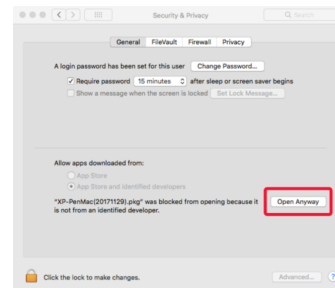 Security & Privacy
Search
General FileVault Firewall Privacy
A login password has been set for this user Change Password...
Require password 15 minutes after sleep or screen saver begins
Show a message when the screen is locked Set Lock Message...
Allow apps downloaded from:
App Store
App Store and identified developers
"XP-PenMac(20171129).pkg" was blocked from opening because it Open Anyway
is not from an identified developer.
Click the lock to make changes. Advanced... ?